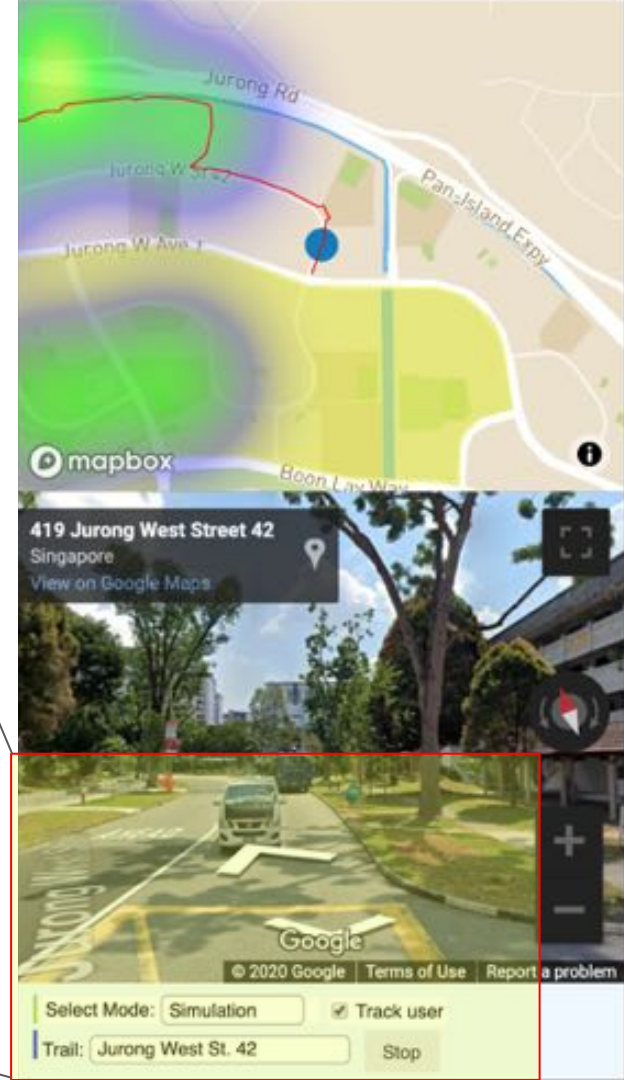 Jurong Rd
Jurong W St 42
Pan-Island Expy
Jurong W Ave 1
mapbox
Boon Lay Way
419 Jurong West Street 42
Singapore
View on Google Maps
AHEAD
Jurong W
Google
© 2020 Google Terms of Use Report a problem
Select Mode: Simulation Track user
Trail: Jurong West St. 42 Stop